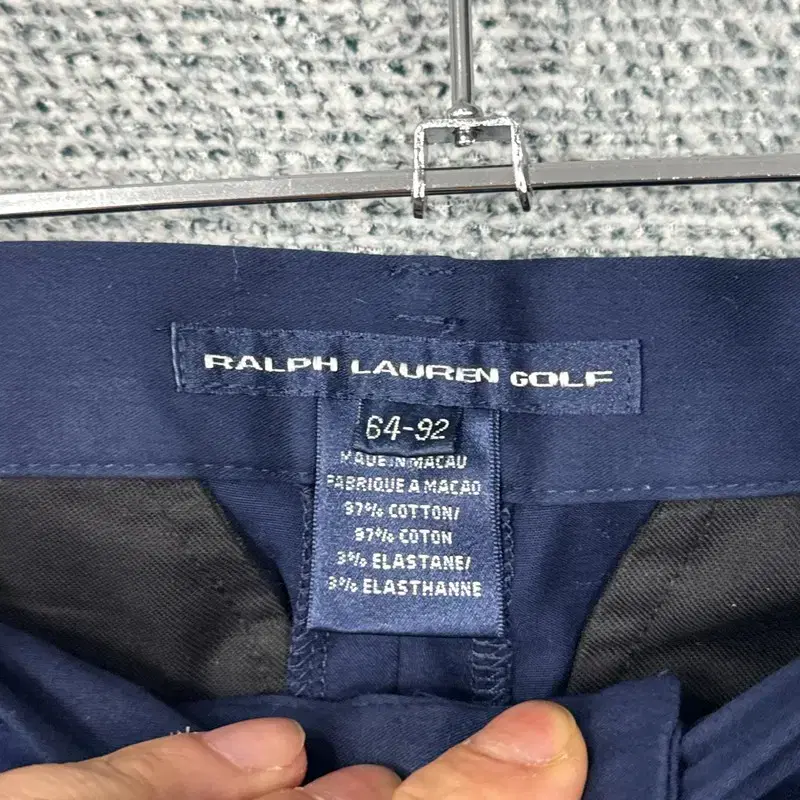 RALPH LAUREN GOLF
64-92
MADE IN MACAU
FABRIQUE A MACAO
97% COTTON/
97% COTON
3% ELASTANE/
3% ELASTHANNE